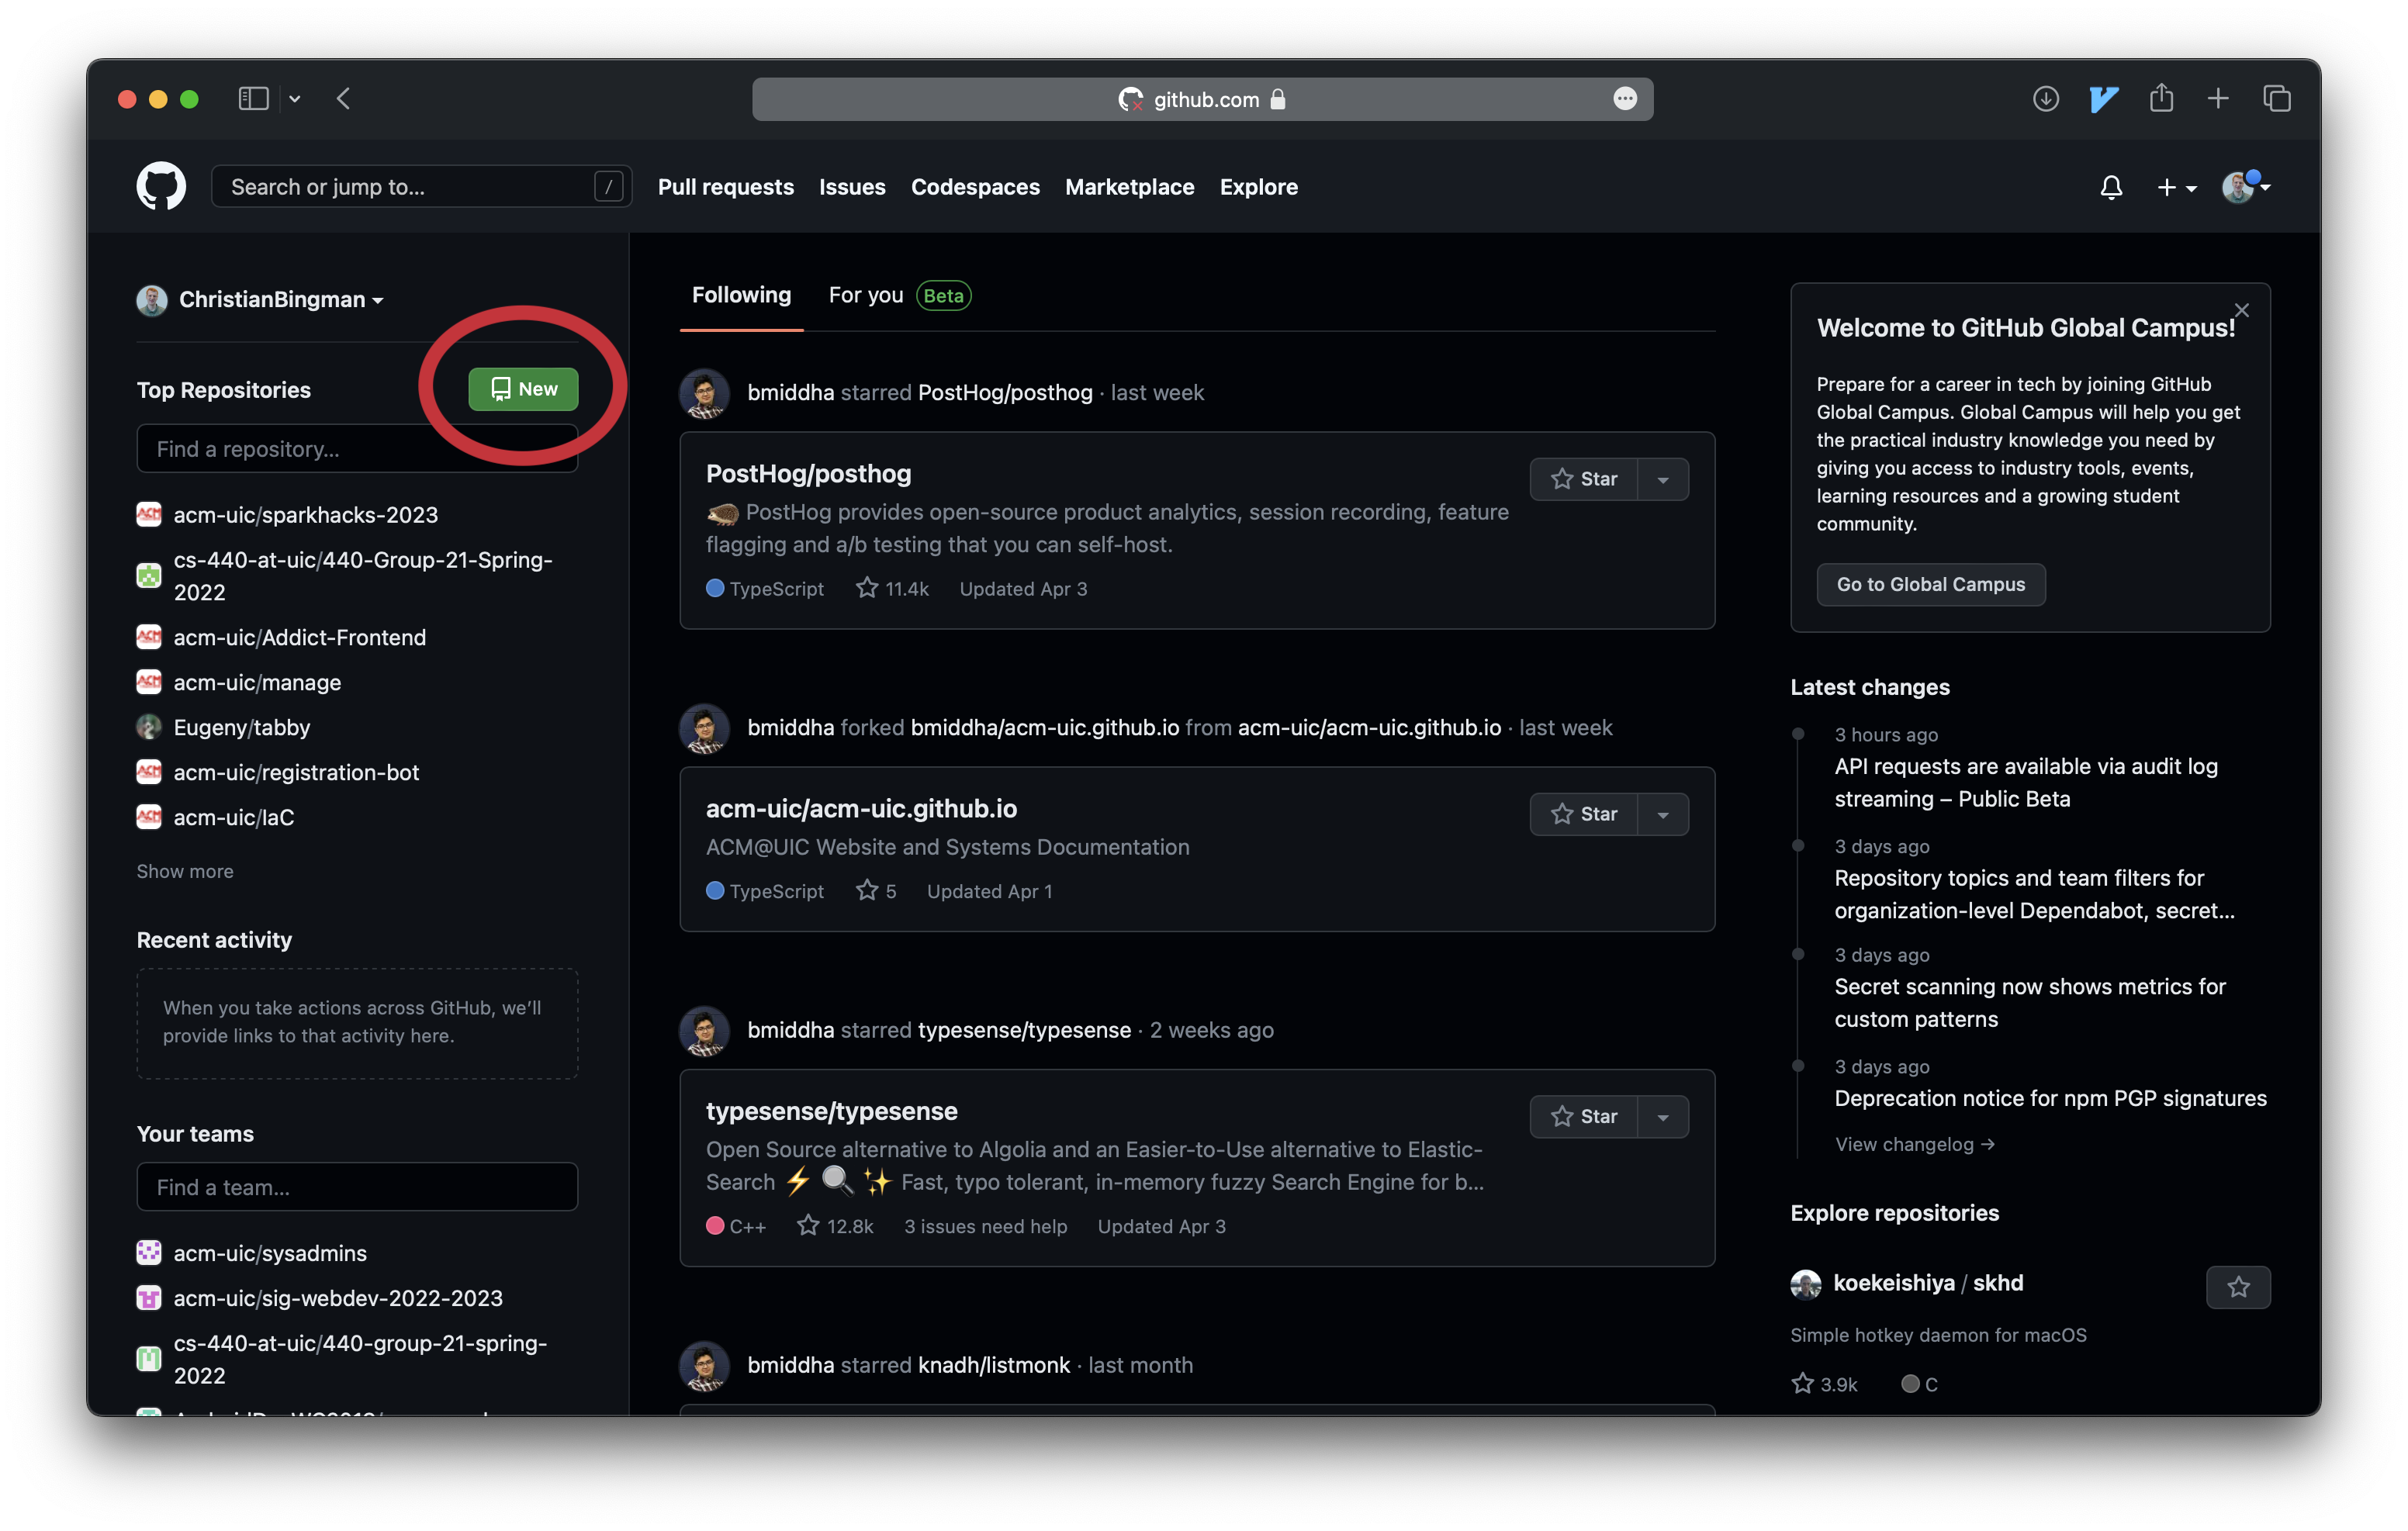 github.com
Search or jump to...
/
Pull requests
Issues
Codespaces
Marketplace
Explore
ChristianBingman
Top Repositories
New
Find a repository...
acm-uic/sparkhacks-2023
cs-440-at-uic/440-Group-21-Spring-
2022
acm-uic/Addict-Frontend
acm-uic/manage
Eugeny/tabby
acm-uic/registration-bot
acm-uic/IaC
Show more
Recent activity
When you take actions across GitHub, we'll
provide links to that activity here.
Your teams
Find a team...
acm-uic/sysadmins
acm-uic/sig-webdev-2022-2023
cs-440-at-uic/440-group-21-spring-
2022
Following
For you
Beta
bmiddha starred PostHog/posthog · last week
PostHog/posthog
Star
🦔 PostHog provides open-source product analytics, session recording, feature
flagging and a/b testing that you can self-host.
TypeScript
11.4k
Updated Apr 3
bmiddha forked bmiddha/acm-uic.github.io from acm-uic/acm-uic.github.io · last week
acm-uic/acm-uic.github.io
Star
ACM@UIC Website and Systems Documentation
TypeScript
5
Updated Apr 1
bmiddha starred typesense/typesense · 2 weeks ago
typesense/typesense
Star
Open Source alternative to Algolia and an Easier-to-Use alternative to Elastic-
Search ⚡ 🔍 ✨ Fast, typo tolerant, in-memory fuzzy Search Engine for b...
C++
12.8k
3 issues need help
Updated Apr 3
bmiddha starred knadh/listmonk · last month
Welcome to GitHub Global Campus!
Prepare for a career in tech by joining GitHub
Global Campus. Global Campus will help you get
the practical industry knowledge you need by
giving you access to industry tools, events,
learning resources and a growing student
community.
Go to Global Campus
Latest changes
3 hours ago
API requests are available via audit log
streaming – Public Beta
3 days ago
Repository topics and team filters for
organization-level Dependabot, secret...
3 days ago
Secret scanning now shows metrics for
custom patterns
3 days ago
Deprecation notice for npm PGP signatures
View changelog →
Explore repositories
koekeishiya / skhd
Simple hotkey daemon for macOS
3.9k
C